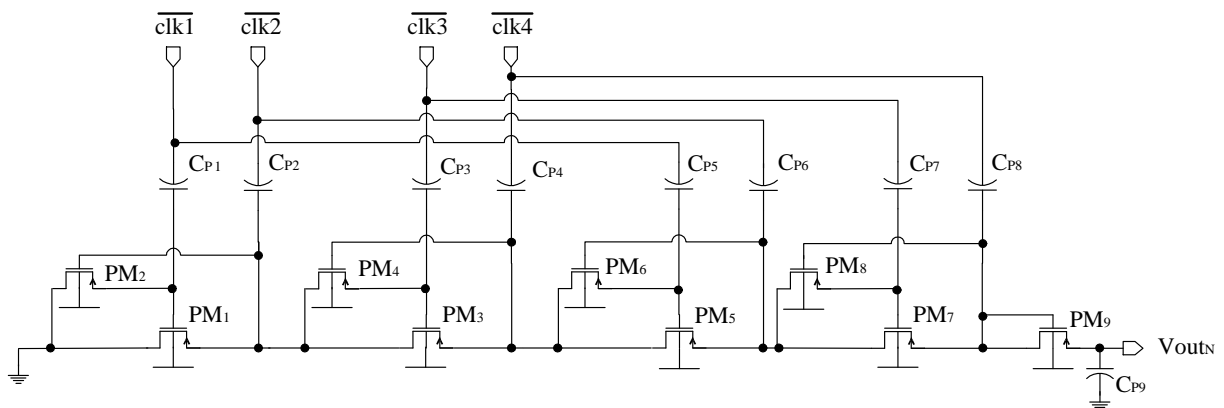 clk1 clk2 clk3 clk4
CP1 CP2 CP3 CP4 CP5 CP6 CP7 CP8
PM2 PM4 PM6 PM8
PM1 PM3 PM5 PM7 PM9
VoutN
CP9